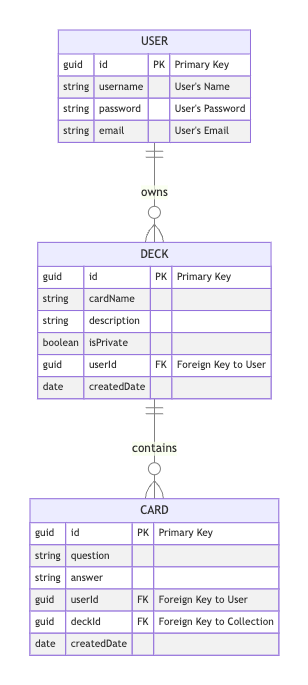 USER
guid id PK Primary Key
string username User's Name
string password User's Password
string email User's Email
owns
DECK
guid id PK Primary Key
string cardName
string description
boolean isPrivate
guid userId FK Foreign Key to User
date createdDate
contains
CARD
guid id PK Primary Key
string question
string answer
guid userId FK Foreign Key to User
guid deckId FK Foreign Key to Collection
date createdDate